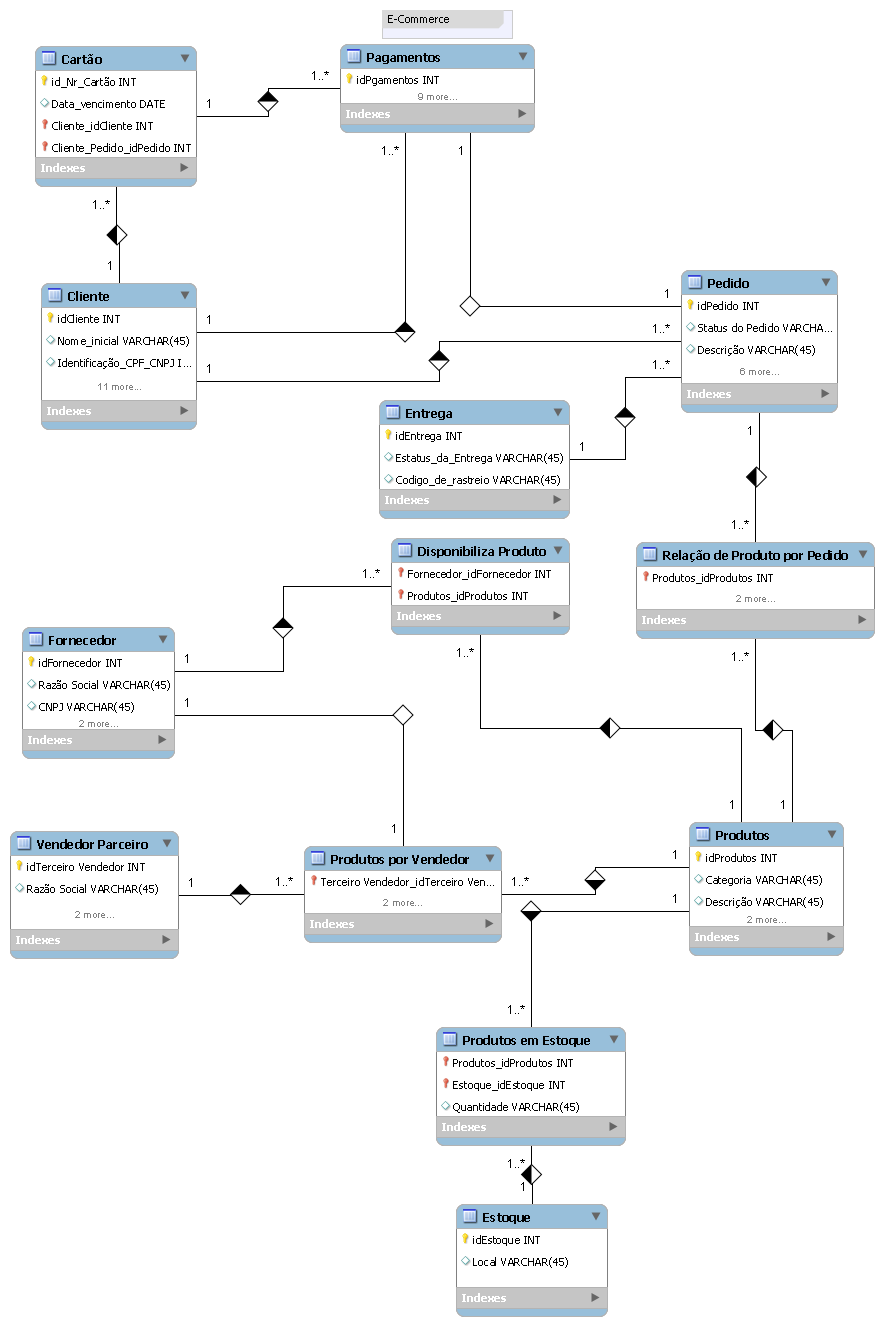 E-Commerce
Cartão
id_Nr_Cartão INT
Data_vencimento DATE
Cliente_idCliente INT
Cliente_Pedido_idPedido INT
Indexes
1
1..*
Pagamentos
idPgamentos INT
9 more...
Indexes
1..*
1
1..*
1
Cliente
idCliente INT
Nome_inicial VARCHAR(45)
Identificação_CPF_CNPJ I...
11 more...
Indexes
1
1
1
1..*
1..*
Pedido
idPedido INT
Status do Pedido VARCHA...
Descrição VARCHAR(45)
6 more...
Indexes
1
Entrega
idEntrega INT
Estatus_da_Entrega VARCHAR(45)
Codigo_de_rastreio VARCHAR(45)
Indexes
1
1..*
Relação de Produto por Pedido
Produtos_idProdutos INT
2 more...
Indexes
1..*
Disponibiliza Produto
Fornecedor_idFornecedor INT
Produtos_idProdutos INT
Indexes
1..*
1..*
Fornecedor
idFornecedor INT
Razão Social VARCHAR(45)
CNPJ VARCHAR(45)
2 more...
Indexes
1
1
1
1
1
Vendedor Parceiro
idTerceiro Vendedor INT
Razão Social VARCHAR(45)
2 more...
Indexes
1
1..*
Produtos por Vendedor
Terceiro Vendedor_idTerceiro Ven...
2 more...
Indexes
1..*
1
1
Produtos
idProdutos INT
Categoria VARCHAR(45)
Descrição VARCHAR(45)
2 more...
Indexes
1..*
Produtos em Estoque
Produtos_idProdutos INT
Estoque_idEstoque INT
Quantidade VARCHAR(45)
Indexes
1..*
1
Estoque
idEstoque INT
Local VARCHAR(45)
Indexes